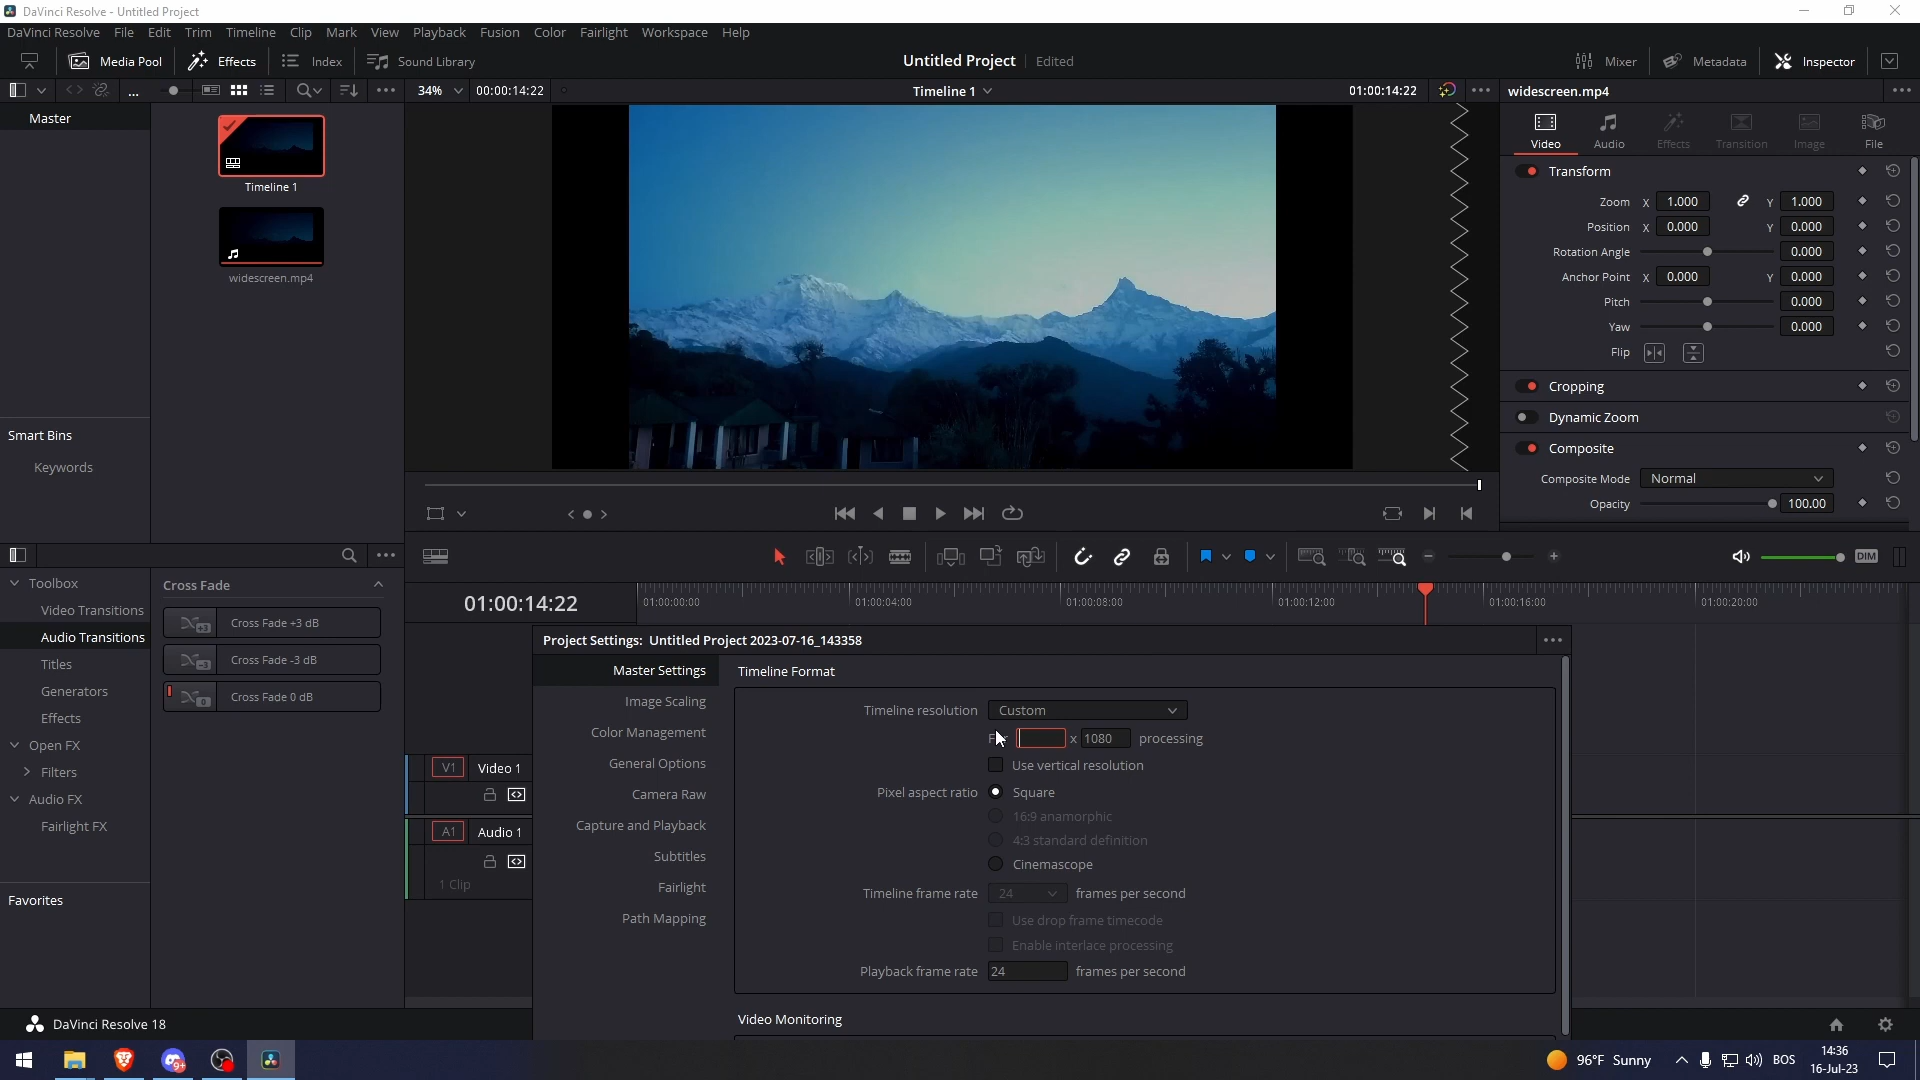 DaVinci Resolve - Untitled Project
DaVinci Resolve File Edit Trim Timeline Clip Mark View Playback Fusion Color Fairlight Workspace Help
Media Pool Effects Index Sound Library Untitled Project Edited Mixer Metadata Inspector
... 34% 00:00:14:22 Timeline 1 01:00:14:22 widescreen.mp4
Master
Timeline 1
widescreen.mp4
Smart Bins
Keywords
Video Audio Effects Transition Image File
Transform
Zoom X 1.000 Y 1.000
Position X 0.000 Y 0.000
Rotation Angle 0.000
Anchor Point X 0.000 Y 0.000
Pitch 0.000
Yaw 0.000
Flip
Cropping
Dynamic Zoom
Composite
Composite Mode Normal
Opacity 100.00
DIM
Toolbox
Video Transitions
Audio Transitions
Titles
Generators
Effects
Open FX
Filters
Audio FX
Fairlight FX
Favorites
Cross Fade
+3 Cross Fade +3 dB
-3 Cross Fade -3 dB
0 Cross Fade 0 dB
01:00:14:22 01:00:00:00 01:00:04:00 01:00:08:00 01:00:12:00 01:00:16:00 01:00:20:00
V1 Video 1
A1 Audio 1
1 Clip
Project Settings: Untitled Project 2023-07-16_143358
Master Settings
Image Scaling
Color Management
General Options
Camera Raw
Capture and Playback
Subtitles
Fairlight
Path Mapping
Timeline Format
Timeline resolution Custom
x 1080 processing
Use vertical resolution
Pixel aspect ratio Square
16:9 anamorphic
4:3 standard definition
Cinemascope
Timeline frame rate 24 frames per second
Use drop frame timecode
Enable interlace processing
Playback frame rate 24 frames per second
Video Monitoring
DaVinci Resolve 18
9+ 96°F Sunny BOS 14:36
16-Jul-23